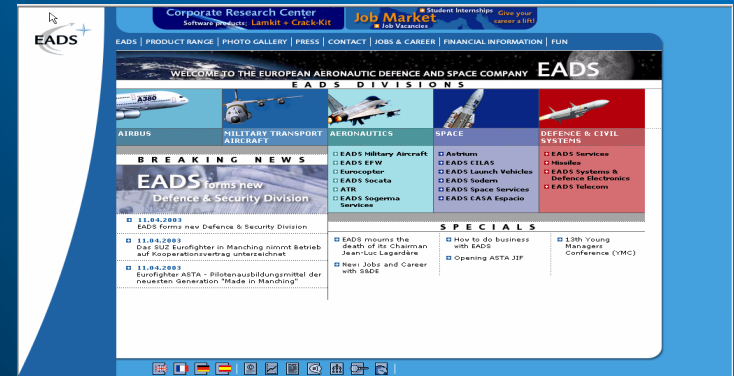 Corporate Research Center
Software products: Lamkit + Crack-Kit
Job Market
Student Internships
Job Vacancies
Give your
career a lift!
EADS
EADS | PRODUCT RANGE | PHOTO GALLERY | PRESS | CONTACT | JOBS & CAREER | FINANCIAL INFORMATION | FUN
WELCOME TO THE EUROPEAN AERONAUTIC DEFENCE AND SPACE COMPANY EADS
EADS DIVISIONS
A380
AIRBUS
MILITARY TRANSPORT
AIRCRAFT
AERONAUTICS
SPACE
DEFENCE & CIVIL
SYSTEMS
EADS Military Aircraft
EADS EFW
Eurocopter
EADS Socata
ATR
EADS Sogerma
Services
Astrium
EADS CILAS
EADS Launch Vehicles
EADS Sodern
EADS Space Services
EADS CASA Espacio
EADS Services
Missiles
EADS Systems &
Defence Electronics
EADS Telecom
BREAKING NEWS
EADS forms new
Defence & Security Division
11.04.2003
EADS forms new Defence & Security Division
11.04.2003
Das SUZ Eurofighter in Manching nimmt Betrieb
auf Kooperationsvertrag unterzeichnet
11.04.2003
Eurofighter ASTA - Pilotenausbildungsmittel der
neuesten Generation "Made in Manching"
SPECIALS
EADS mourns the
death of its Chairman
Jean-Luc Lagardère
New: Jobs and Career
with S&DE
How to do business
with EADS
Opening ASTA JIF
13th Young
Managers
Conference (YMC)